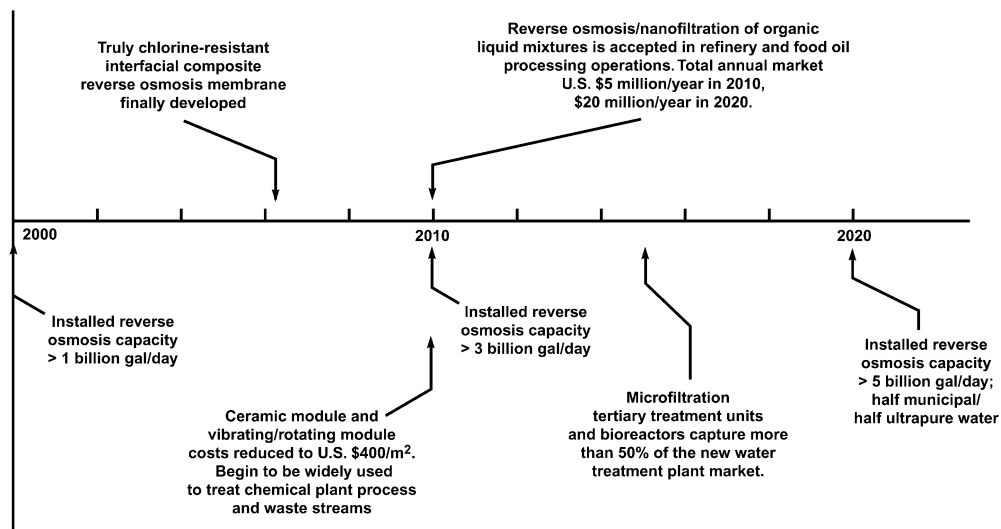 Truly chlorine-resistant
interfacial composite
reverse osmosis membrane
finally developed
Reverse osmosis/nanofiltration of organic
liquid mixtures is accepted in refinery and food oil
processing operations. Total annual market
U.S. $5 million/year in 2010,
$20 million/year in 2020.
2000
2010
2020
Installed reverse
osmosis capacity
> 1 billion gal/day
Installed reverse
osmosis capacity
> 3 billion gal/day
Installed reverse
osmosis capacity
> 5 billion gal/day;
half municipal/
half ultrapure water
Ceramic module and
vibrating/rotating module
costs reduced to U.S. $400/m².
Begin to be widely used
to treat chemical plant process
and waste streams
Microfiltration
tertiary treatment units
and bioreactors capture more
than 50% of the new water
treatment plant market.